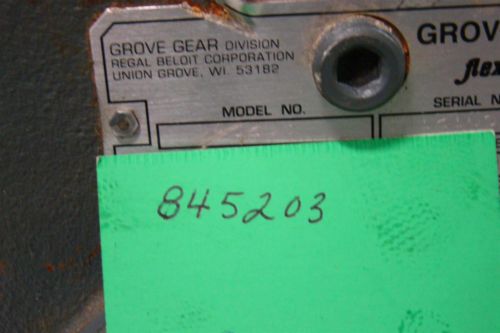 GROVE GEAR DIVISION
REGAL BELOIT CORPORATION
UNION GROVE, WI. 53182
GROV
flex
MODEL NO.
SERIAL N
845203